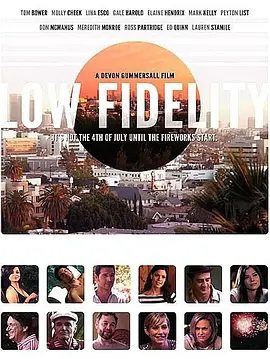 TOM BOWER MOLLY CHEEK LINA ESCO GALE HAROLD ELAINE HENDRIX MARK KELLY PEYTON LIST
DON MCMANUS MEREDITH MONROE ROSS PARTRIDGE ED QUINN LAUREN STAMILE
A DEVON GUMMERSALL FILM
LOW FIDELITY
IT'S NOT THE 4TH OF JULY UNTIL THE FIREWORKS START.